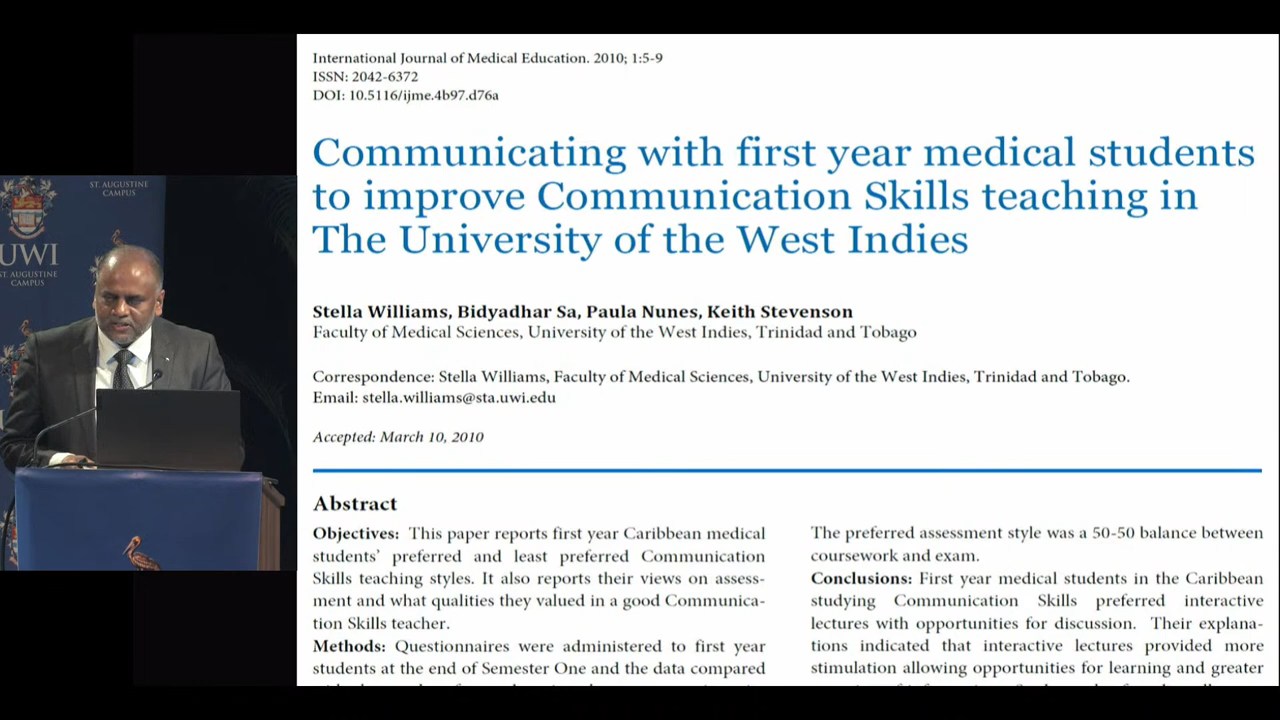 International Journal of Medical Education. 2010; 1:5-9
ISSN: 2042-6372
DOI: 10.5116/ijme.4b97.d76a
Communicating with first year medical students
to improve Communication Skills teaching in
The University of the West Indies
Stella Williams, Bidyadhar Sa, Paula Nunes, Keith Stevenson
Faculty of Medical Sciences, University of the West Indies, Trinidad and Tobago
Correspondence: Stella Williams, Faculty of Medical Sciences, University of the West Indies, Trinidad and Tobago.
Email: stella.williams@sta.uwi.edu
Accepted: March 10, 2010
Abstract
Objectives: This paper reports first year Caribbean medical
students' preferred and least preferred Communication
Skills teaching styles. It also reports their views on assess-
ment and what qualities they valued in a good Communica-
tion Skills teacher.
Methods: Questionnaires were administered to first year
students at the end of Semester One and the data compared
The preferred assessment style was a 50-50 balance between
coursework and exam.
Conclusions: First year medical students in the Caribbean
studying Communication Skills preferred interactive
lectures with opportunities for discussion. Their explana-
tions indicated that interactive lectures provided more
stimulation allowing opportunities for learning and greater
ST. AUGUSTINE
CAMPUS
UWI
ST. AUGUSTINE
CAMPUS